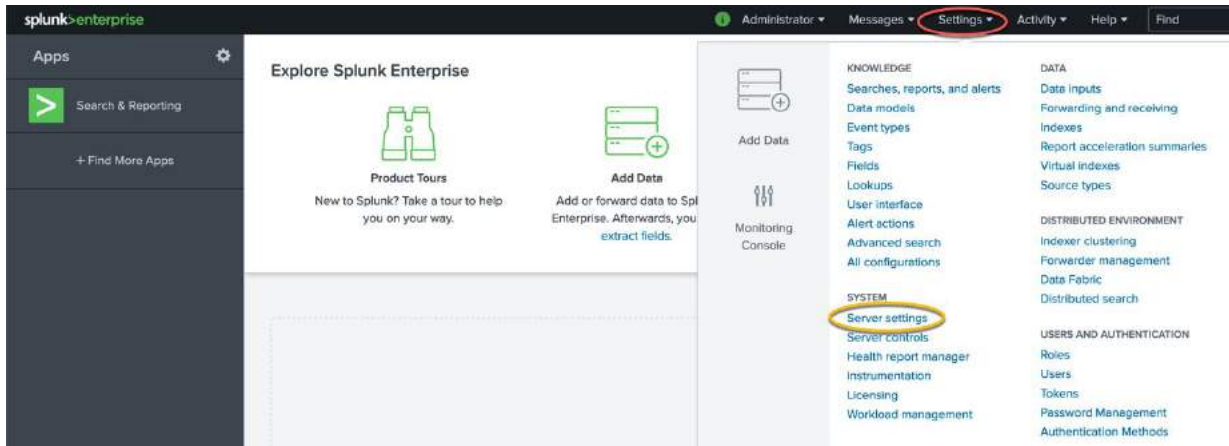 splunk>enterprise
Administrator
Messages
Settings
Activity
Help
Find
Apps
Search & Reporting
+ Find More Apps
Explore Splunk Enterprise
Product Tours
New to Splunk? Take a tour to help
you on your way.
Add Data
Add or forward data to Spl
Enterprise. Afterwards, you
extract fields.
Add Data
Monitoring
Console
KNOWLEDGE
Searches, reports, and alerts
Data models
Event types
Tags
Fields
Lookups
User interface
Alert actions
Advanced search
All configurations
SYSTEM
Server settings
Server controls
Health report manager
Instrumentation
Licensing
Workload management
DATA
Data inputs
Forwarding and receiving
Indexes
Report acceleration summaries
Virtual indexes
Source types
DISTRIBUTED ENVIRONMENT
Indexer clustering
Forwarder management
Data Fabric
Distributed search
USERS AND AUTHENTICATION
Roles
Users
Tokens
Password Management
Authentication Methods